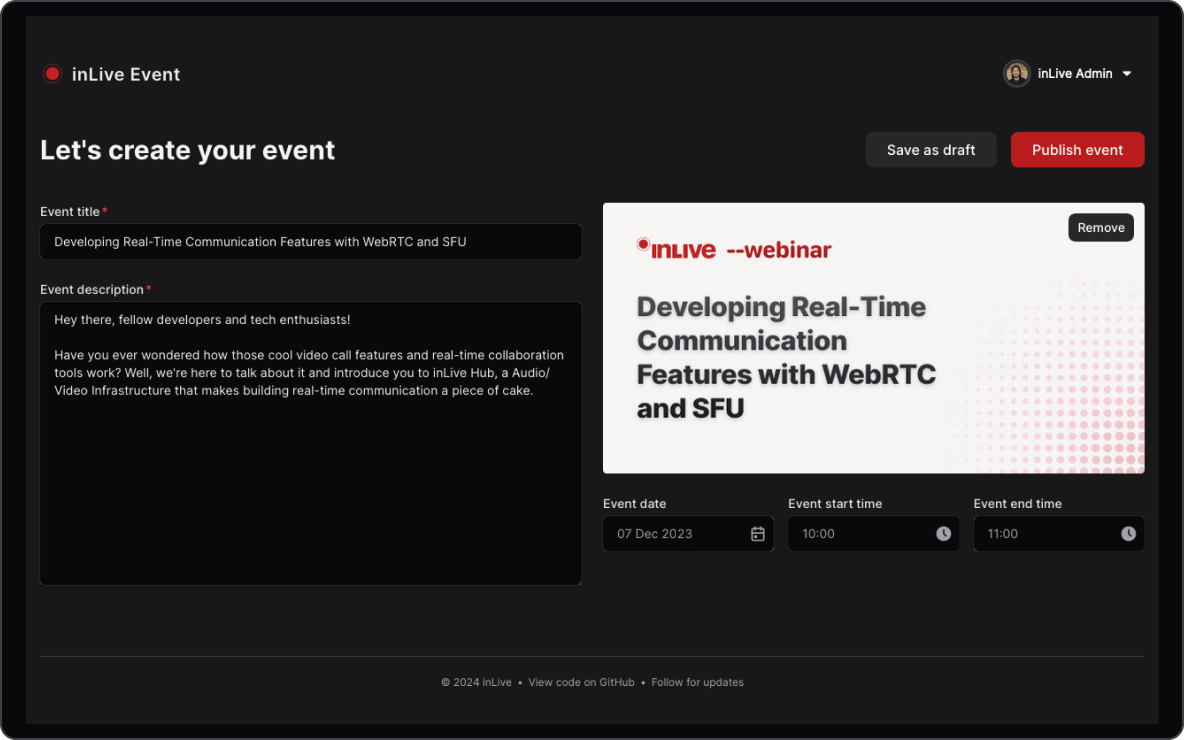 inLive Event
inLive Admin
Let's create your event
Save as draft
Publish event
Event title*
Developing Real-Time Communication Features with WebRTC and SFU
Event description*
Hey there, fellow developers and tech enthusiasts!
Have you ever wondered how those cool video call features and real-time collaboration
tools work? Well, we're here to talk about it and introduce you to inLive Hub, a Audio/
Video Infrastructure that makes building real-time communication a piece of cake.
Remove
inLive --webinar
Developing Real-Time
Communication
Features with WebRTC
and SFU
Event date
07 Dec 2023
Event start time
10:00
Event end time
11:00
© 2024 inLive • View code on GitHub • Follow for updates